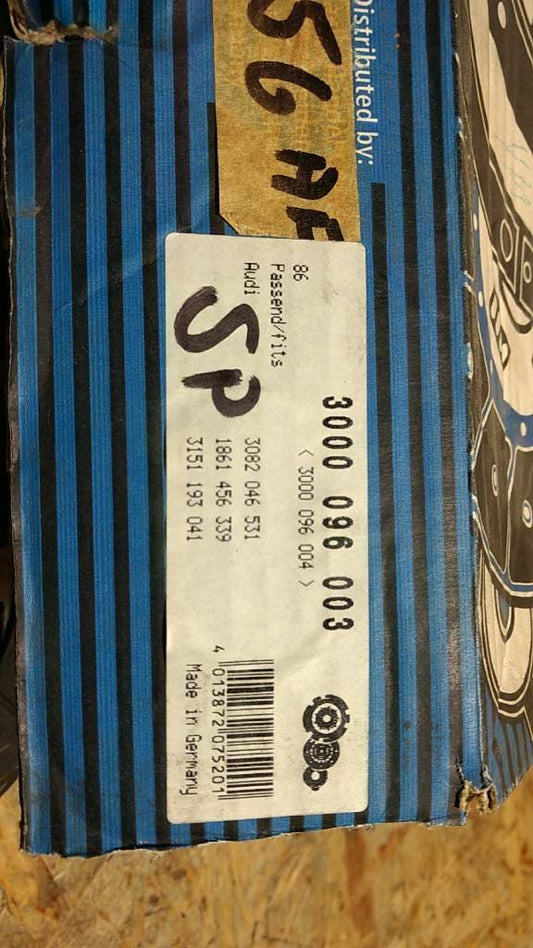 Distributed by:
56 AE
86
Passend/fits
Audi
3000 096 003
< 3000 096 004 >
3082 046 531
1861 456 339
3151 193 041
SP
4 013872 075201
Made in Germany